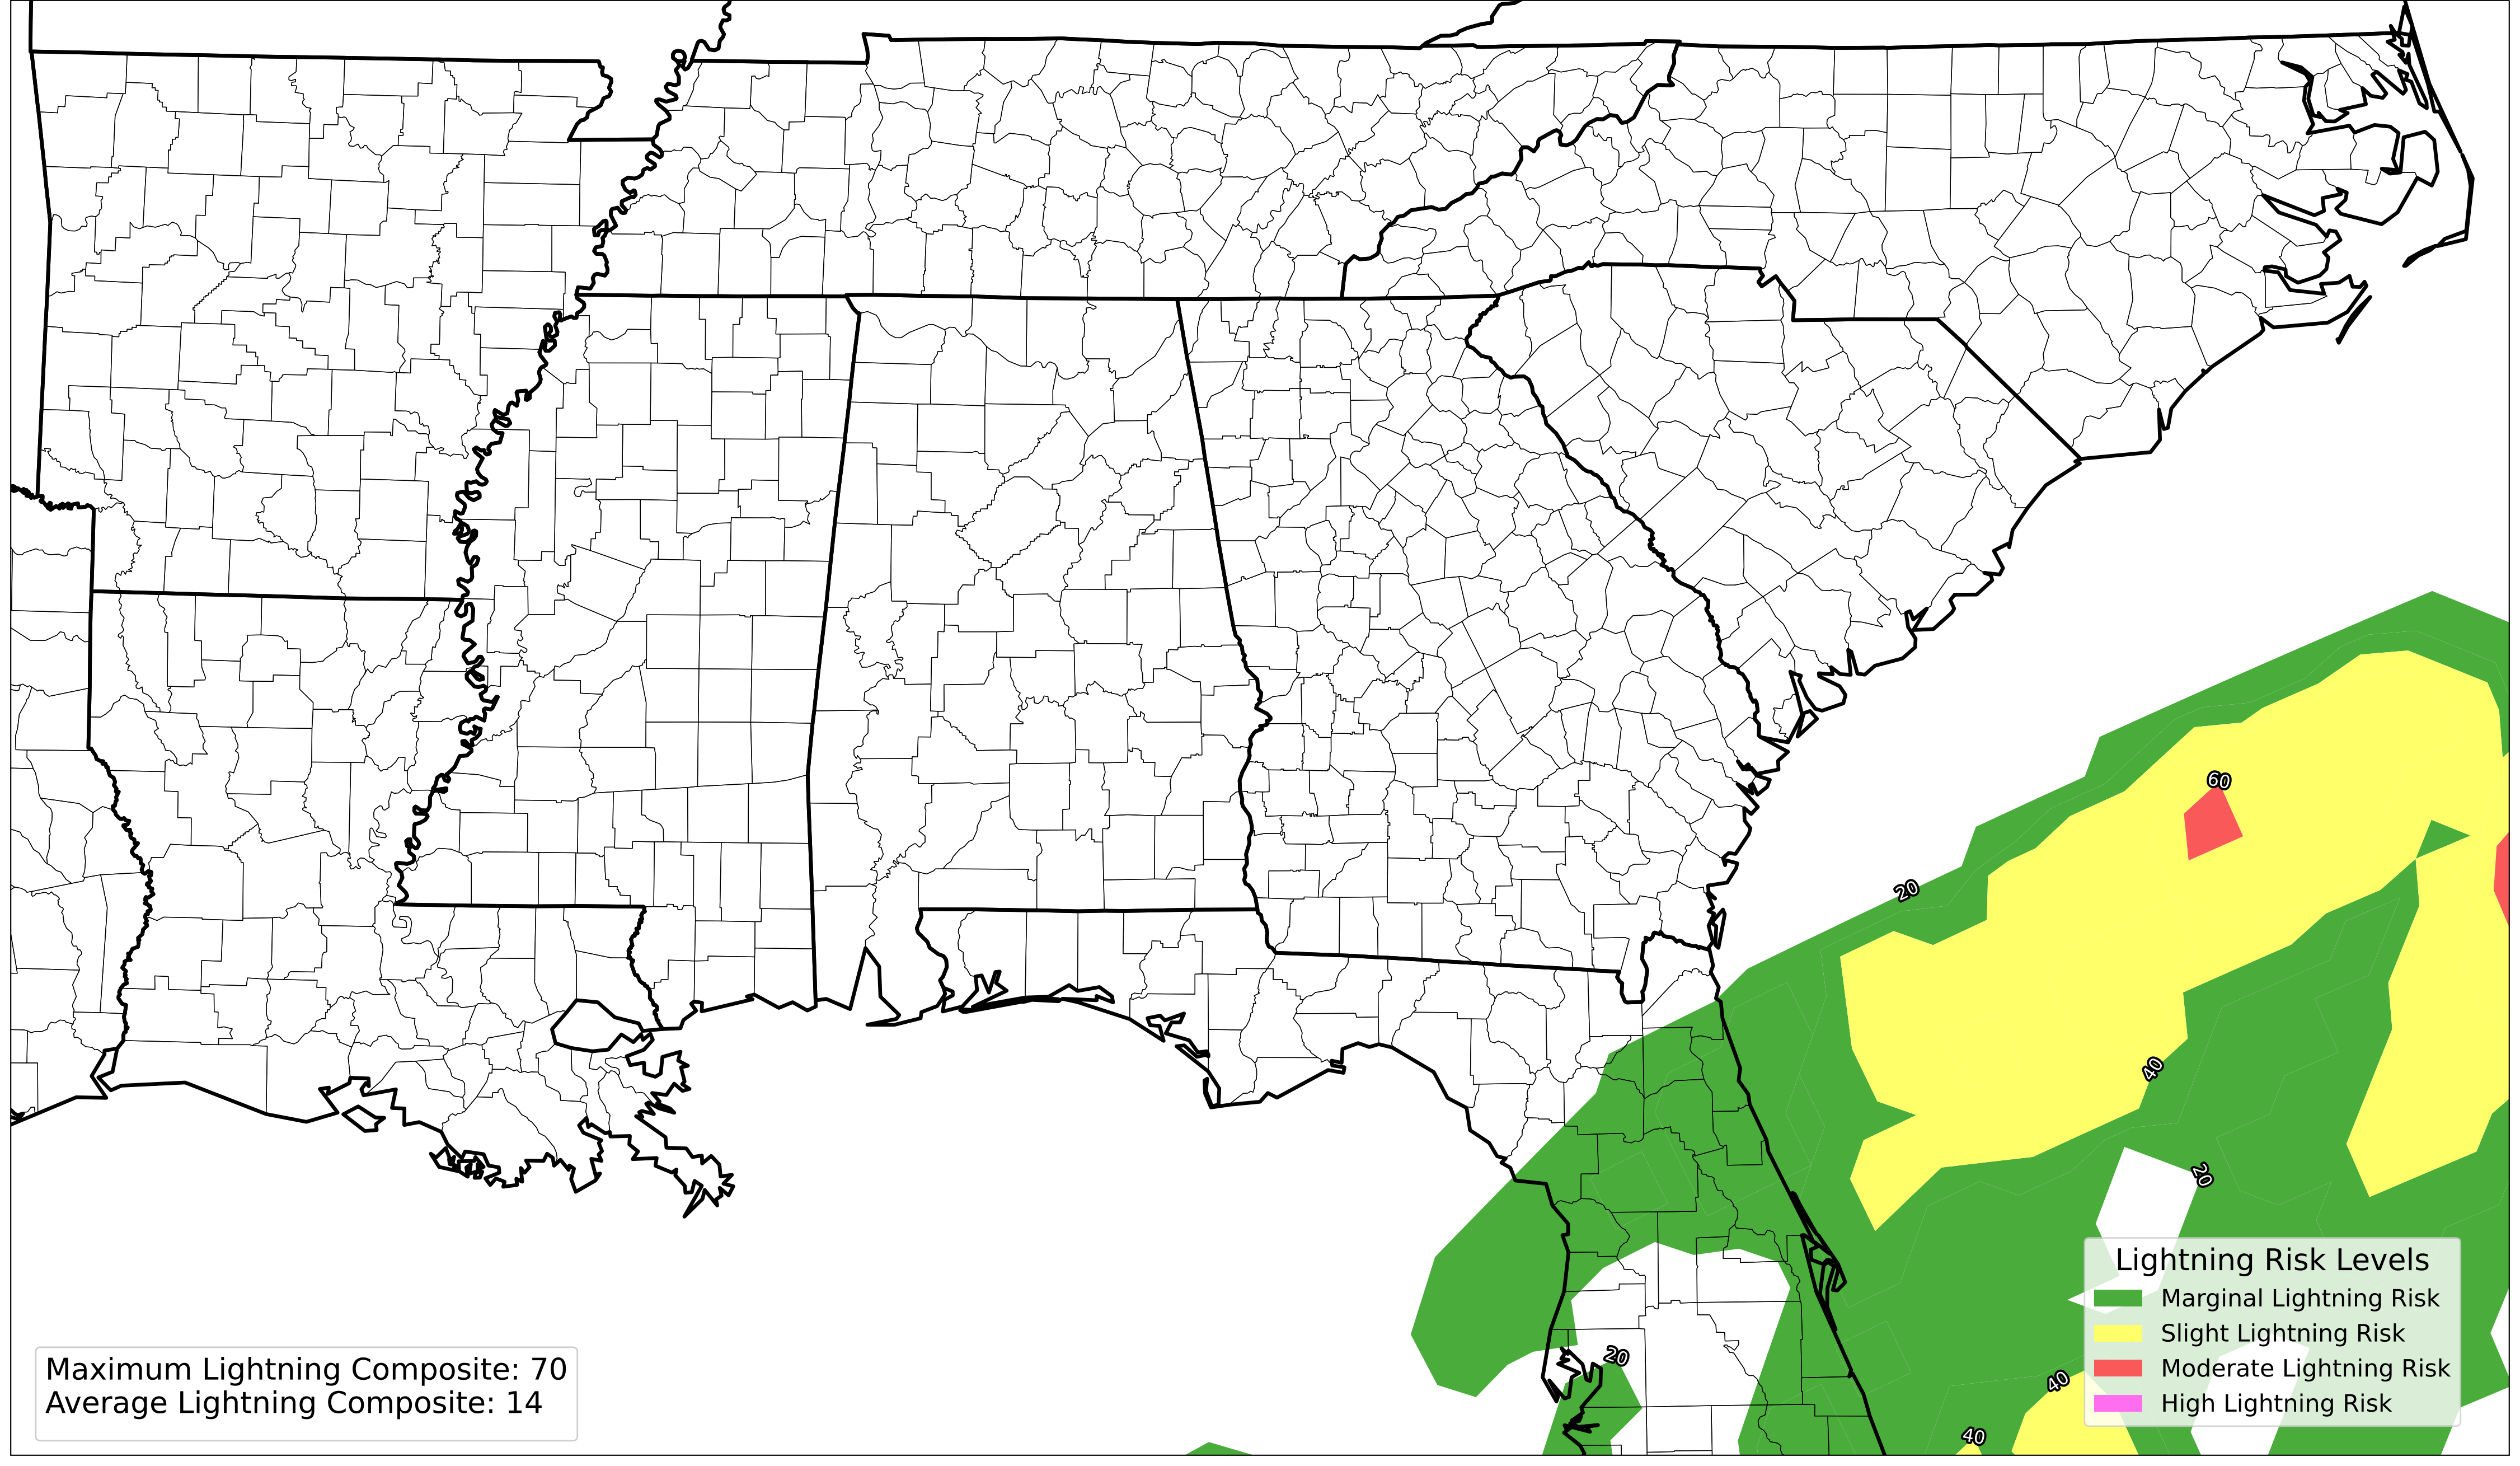 60
20
40
20
20
40
40
Lightning Risk Levels
Marginal Lightning Risk
Slight Lightning Risk
Moderate Lightning Risk
High Lightning Risk
Maximum Lightning Composite: 70
Average Lightning Composite: 14